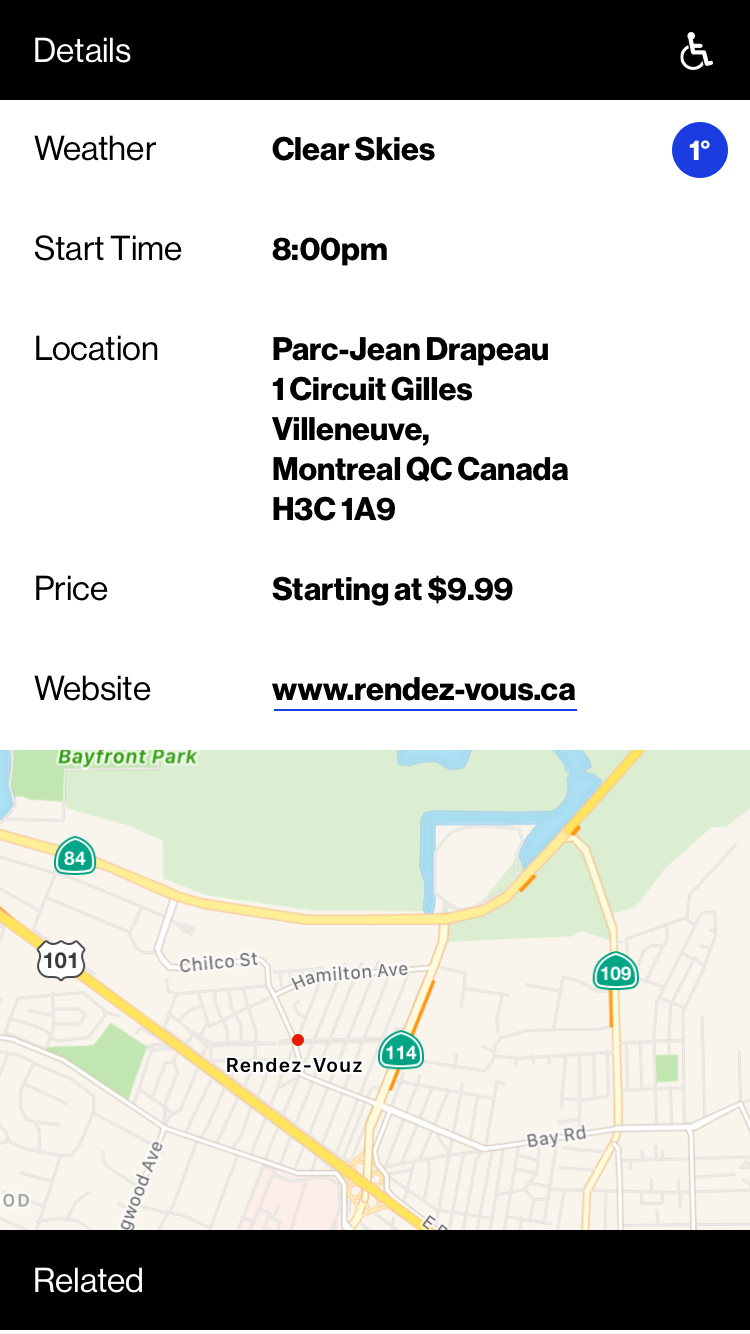 Details
Weather Clear Skies 1°
Start Time 8:00pm
Location Parc-Jean Drapeau
1 Circuit Gilles
Villeneuve,
Montreal QC Canada
H3C 1A9
Price Starting at $9.99
Website www.rendez-vous.ca
Bayfront Park
84
101
Chilco St
Hamilton Ave
109
114
Rendez-Vouz
Bay Rd
gwood Ave
OD
Related